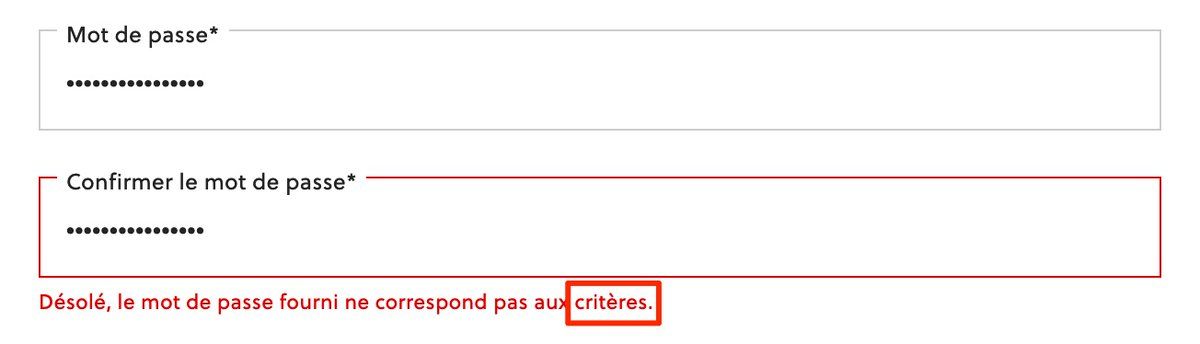 Mot de passe*
••••••••••••••••
Confirmer le mot de passe*
••••••••••••••••
Désolé, le mot de passe fourni ne correspond pas aux critères.